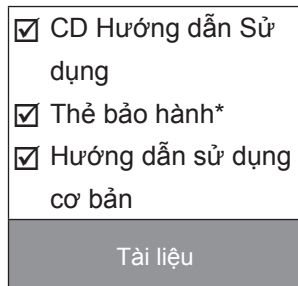 ☑ CD Hướng dẫn Sử
dụng
☑ Thẻ bảo hành*
☑ Hướng dẫn sử dụng
cơ bản
Tài liệu